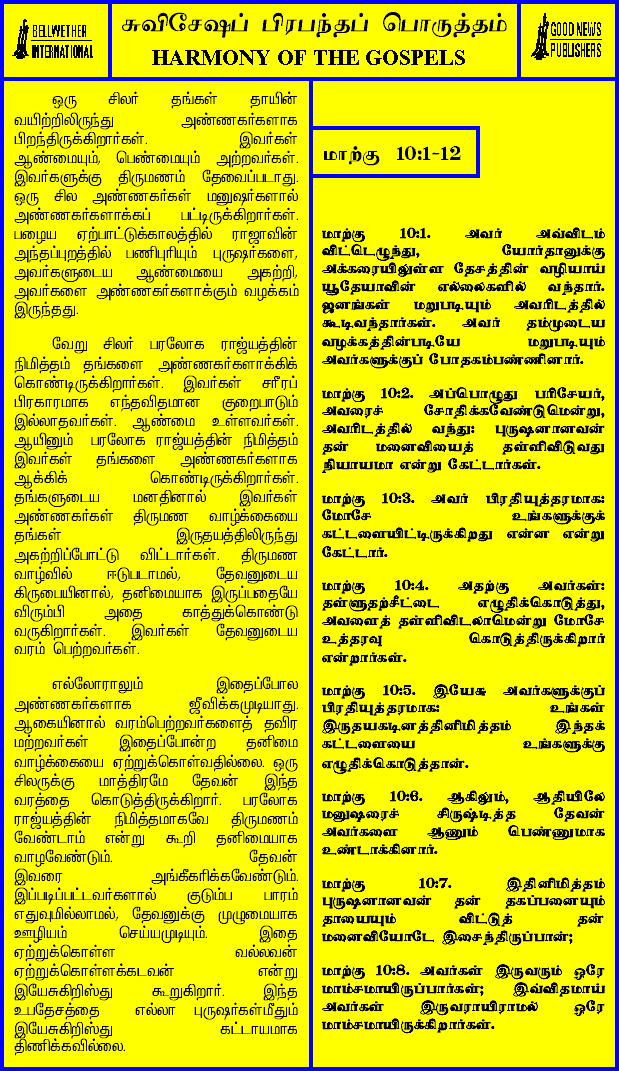 BELLWETHER
INTERNATIONAL
சுவிசேஷப் பிரபந்தப் பொருத்தம்
HARMONY OF THE GOSPELS
GOOD NEWS
PUBLISHERS
ஒரு சிலர் தங்கள் தாயின்
வயிற்றிலிருந்து அண்ணகர்களாக
பிறந்திருக்கிறார்கள். இவர்கள்
ஆண்மையும், பெண்மையும் அற்றவர்கள்.
இவர்களுக்கு திருமணம் தேவைப்படாது.
ஒரு சில அண்ணகர்கள் மனுஷர்களால்
அண்ணகர்களாக்கப் பட்டிருக்கிறார்கள்.
பழைய ஏற்பாட்டுக்காலத்தில் ராஜாவின்
அந்தப்புறத்தில் பணிபுரியும் புருஷர்களை,
அவர்களுடைய ஆண்மையை அகற்றி,
அவர்களை அண்ணகர்களாக்கும் வழக்கம்
இருந்தது.
வேறு சிலர் பரலோக ராஜ்யத்தின்
நிமித்தம் தங்களை அண்ணகர்களாக்கிக்
கொண்டிருக்கிறார்கள். இவர்கள் சரீரப்
பிரகாரமாக எந்தவிதமான குறைபாடும்
இல்லாதவர்கள். ஆண்மை உள்ளவர்கள்.
ஆயினும் பரலோக ராஜ்யத்தின் நிமித்தம்
இவர்கள் தங்களை அண்ணகர்களாக
ஆக்கிக் கொண்டிருக்கிறார்கள்.
தங்களுடைய மனதினால் இவர்கள்
அண்ணகர்கள் திருமண வாழ்க்கையை
தங்கள் இருதயத்திலிருந்து
அகற்றிப்போட்டு விட்டார்கள். திருமண
வாழ்வில் ஈடுபடாமல், தேவனுடைய
கிருபையினால், தனிமையாக இருப்பதையே
விரும்பி அதை காத்துக்கொண்டு
வருகிறார்கள். இவர்கள் தேவனுடைய
வரம் பெற்றவர்கள்.
எல்லோராலும் இதைப்போல
அண்ணகர்களாக ஜீவிக்கமுடியாது.
ஆகையினால் வரம்பெற்றவர்களைத் தவிர
மற்றவர்கள் இதைப்போன்ற தனிமை
வாழ்க்கையை ஏற்றுக்கொள்வதில்லை. ஒரு
சிலருக்கு மாத்திரமே தேவன் இந்த
வரத்தை கொடுத்திருக்கிறார். பரலோக
ராஜ்யத்தின் நிமித்தமாகவே திருமணம்
வேண்டாம் என்று கூறி தனிமையாக
வாழவேண்டும். தேவன்
இவரை அங்கீகரிக்கவேண்டும்.
இப்படிப்பட்டவர்களால் குடும்ப பாரம்
எதுவுமில்லாமல், தேவனுக்கு முழுமையாக
ஊழியம் செய்யமுடியும். இதை
ஏற்றுக்கொள்ள வல்லவன்
ஏற்றுக்கொள்ளக்கடவன் என்று
இயேசுகிறிஸ்து கூறுகிறார். இந்த
உபதேசத்தை எல்லா புருஷர்கள்மீதும்
இயேசுகிறிஸ்து கட்டாயமாக
திணிக்கவில்லை.
மாற்கு 10:1-12
மாற்கு 10:1. அவர் அவ்விடம்
விட்டெழுந்து, யோர்தானுக்கு
அக்கரையிலுள்ள தேசத்தின் வழியாய்
யூதேயாவின் எல்லைகளில் வந்தார்.
ஜனங்கள் மறுபடியும் அவரிடத்தில்
கூடிவந்தார்கள். அவர் தம்முடைய
வழக்கத்தின்படியே மறுபடியும்
அவர்களுக்குப் போதகம்பண்ணினார்.
மாற்கு 10:2. அப்பொழுது பரிசேயர்,
அவரைச் சோதிக்கவேண்டுமென்று,
அவரிடத்தில் வந்து: புருஷனானவன்
தன் மனைவியைத் தள்ளிவிடுவது
நியாயமா என்று கேட்டார்கள்.
மாற்கு 10:3. அவர் பிரதியுத்தரமாக:
மோசே உங்களுக்குக்
கட்டளையிட்டிருக்கிறது என்ன என்று
கேட்டார்.
மாற்கு 10:4. அதற்கு அவர்கள்:
தள்ளுதற்சீட்டை எழுதிக்கொடுத்து,
அவளைத் தள்ளிவிடலாமென்று மோசே
உத்தரவு கொடுத்திருக்கிறார்
என்றார்கள்.
மாற்கு 10:5. இயேசு அவர்களுக்குப்
பிரதியுத்தரமாக: உங்கள்
இருதயகடினத்தினிமித்தம் இந்தக்
கட்டளையை உங்களுக்கு
எழுதிக்கொடுத்தான்.
மாற்கு 10:6. ஆகிலும், ஆதியிலே
மனுஷரைச் சிருஷ்டித்த தேவன்
அவர்களை ஆணும் பெண்ணுமாக
உண்டாக்கினார்.
மாற்கு 10:7. இதினிமித்தம்
புருஷனானவன் தன் தகப்பனையும்
தாயையும் விட்டுத் தன்
மனைவியோடே இசைந்திருப்பான்;
மாற்கு 10:8. அவர்கள் இருவரும் ஒரே
மாம்சமாயிருப்பார்கள்; இவ்விதமாய்
அவர்கள் இருவராயிராமல் ஒரே
மாம்சமாயிருக்கிறார்கள்.